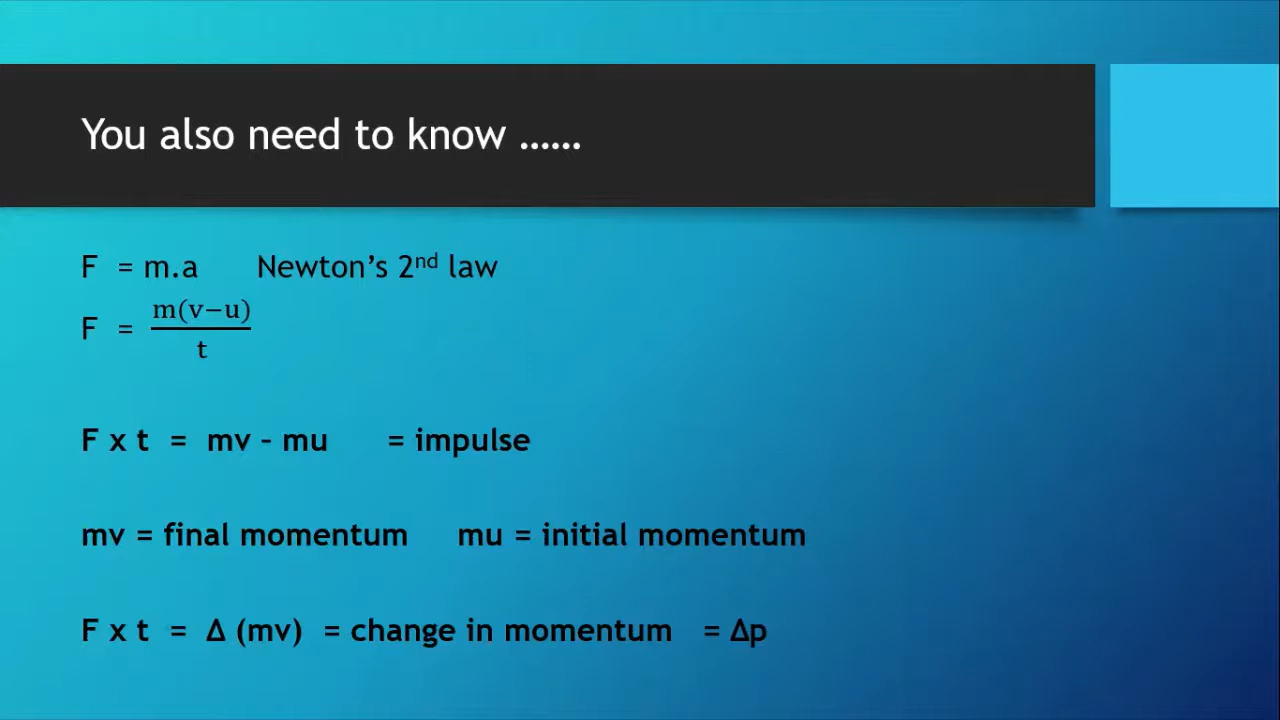 You also need to know ......
F = m.a Newton's 2nd law
F = m(v−u)/t
F x t = mv – mu = impulse
mv = final momentum mu = initial momentum
F x t = Δ (mv) = change in momentum = Δp